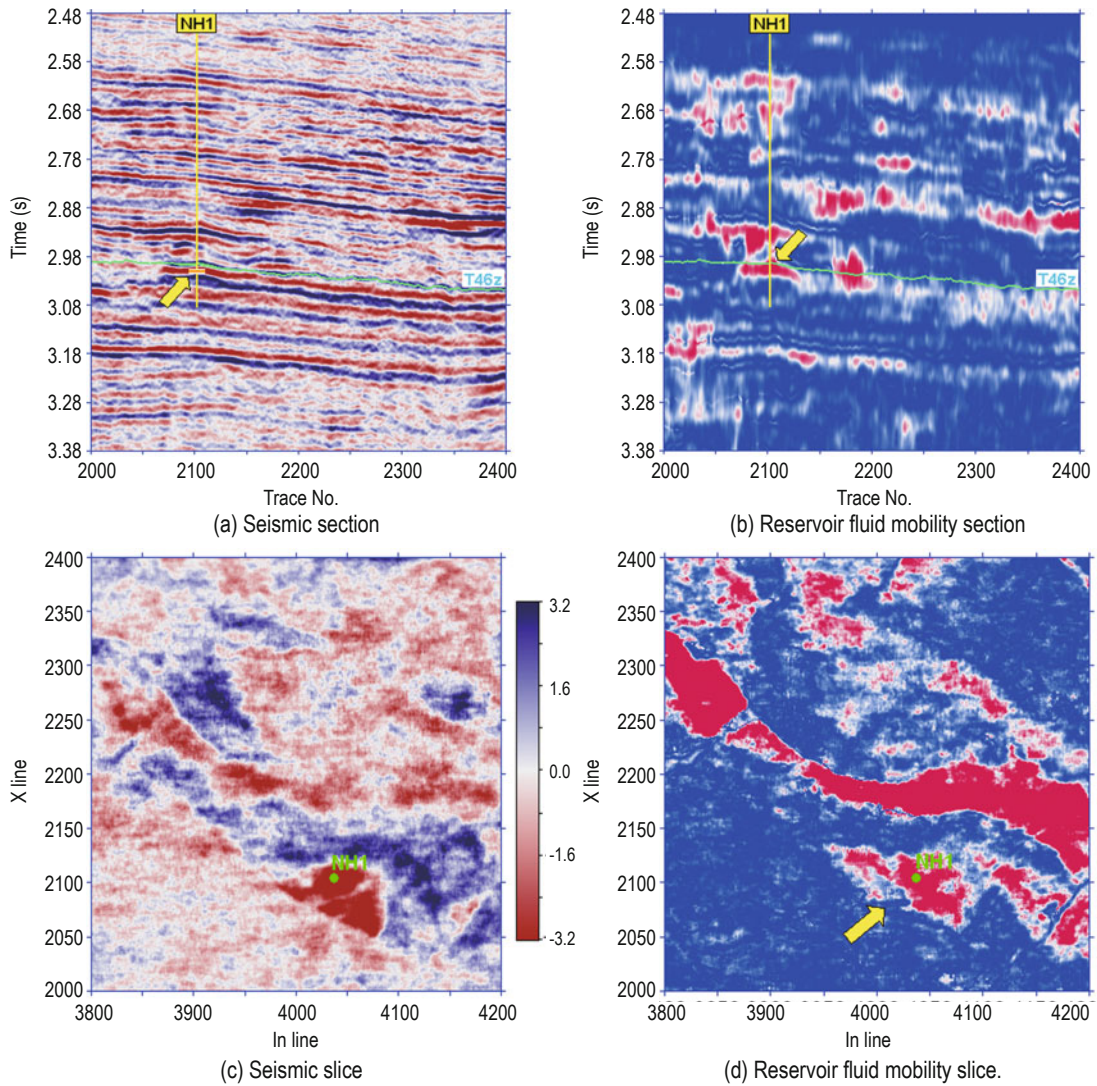 2.48
2.58
2.68
2.78
2.88
2.98
3.08
3.18
3.28
3.38
Time (s)
NH1
T46z
2000 2100 2200 2300 2400
Trace No.
(a) Seismic section
2.48
2.58
2.68
2.78
2.88
2.98
3.08
3.18
3.28
3.38
Time (s)
NH1
T46z
2000 2100 2200 2300 2400
Trace No.
(b) Reservoir fluid mobility section
2400
2350
2300
2250
2200
2150
2100
2050
2000
X line
NH1
3800 3900 4000 4100 4200
In line
3.2
1.6
0.0
-1.6
-3.2
(c) Seismic slice
2400
2350
2300
2250
2200
2150
2100
2050
2000
X line
NH1
3800 3900 4000 4100 4200
In line
(d) Reservoir fluid mobility slice.